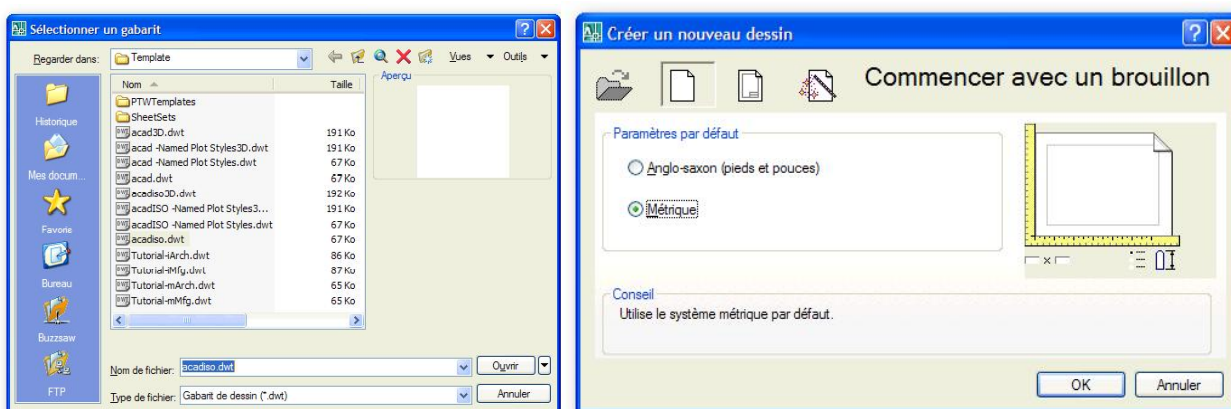 Sélectionner un gabarit
Regarder dans: Template
Vues Outils
Nom Taille
Aperçu
PTWTemplates
SheetSets
acad3D.dwt 191 Ko
acad -Named Plot Styles3D.dwt 191 Ko
acad -Named Plot Styles.dwt 67 Ko
acad.dwt 67 Ko
acadiso3D.dwt 192 Ko
acadISO -Named Plot Styles3... 191 Ko
acadISO -Named Plot Styles.dwt 67 Ko
acadiso.dwt 67 Ko
Tutorial-iArch.dwt 86 Ko
Tutorial-iMfg.dwt 87 Ko
Tutorial-mArch.dwt 65 Ko
Tutorial-mMfg.dwt 65 Ko
Historique
Mes docum...
Favoris
Bureau
Buzzsaw
FTP
Nom de fichier: acadiso.dwt Ouvrir
Type de fichier: Gabarit de dessin (*.dwt) Annuler
Créer un nouveau dessin
Commencer avec un brouillon
Paramètres par défaut
Anglo-saxon (pieds et pouces)
Métrique
Conseil
Utilise le système métrique par défaut.
OK Annuler